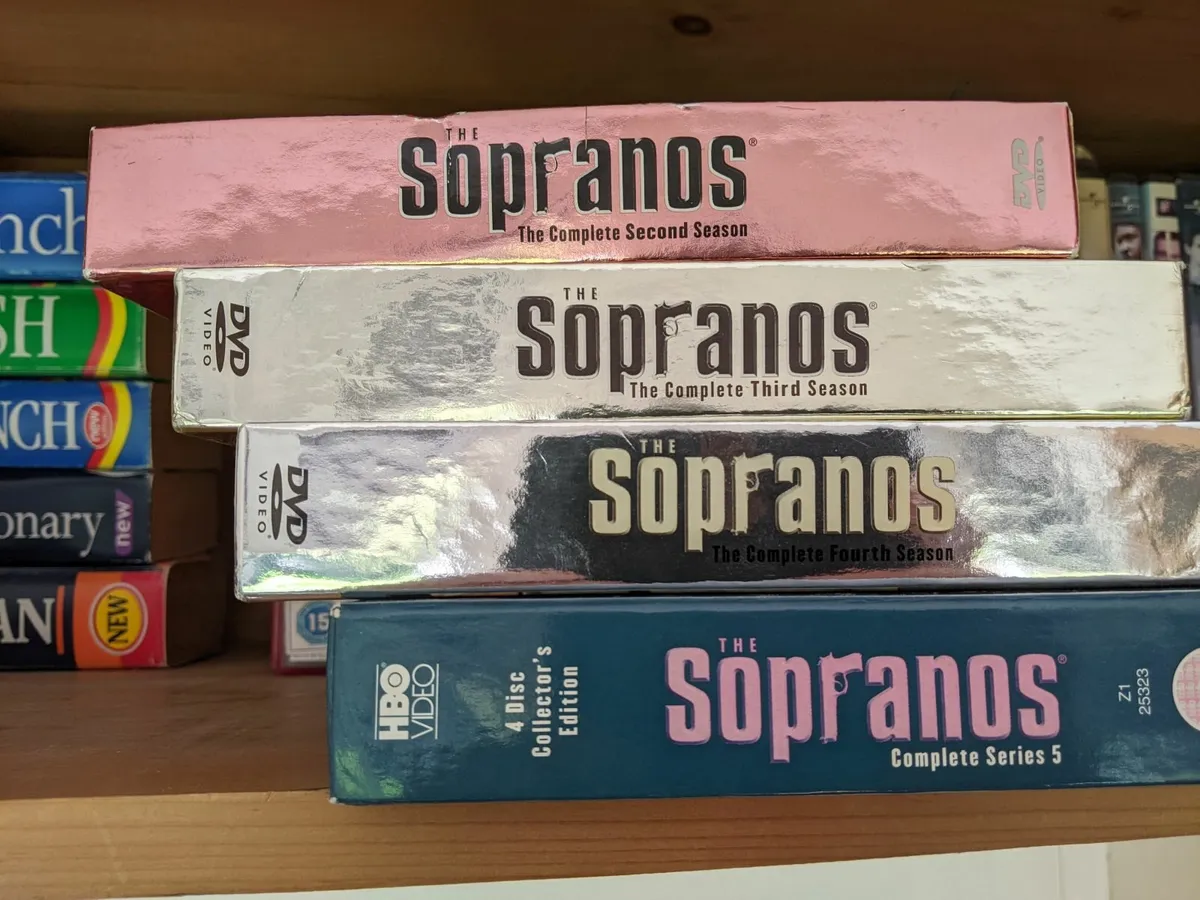 THE
Sopranos®
The Complete Second Season
DVD
VIDEO
THE
Sopranos®
The Complete Third Season
DVD
VIDEO
THE
Sopranos
The Complete Fourth Season
DVD
VIDEO
HBO
VIDEO
4 Disc
Collector's
Edition
THE
Sopranos®
Complete Series 5
Z1
25323
nch
SH
NCH
new
onary
new
AN
NEW
15